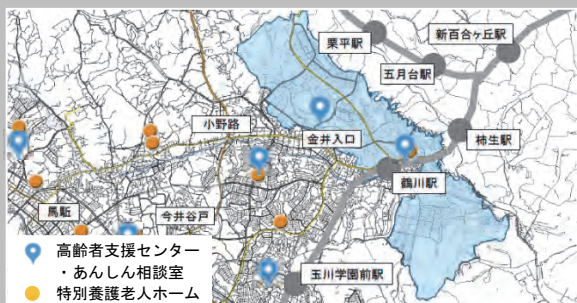 新百合ヶ丘駅
栗平駅
五月台駅
小野路
金井入口
柿生駅
鶴川駅
馬駈
今井谷戸
玉川学園前駅
高齢者支援センター
・あんしん相談室
特別養護老人ホーム